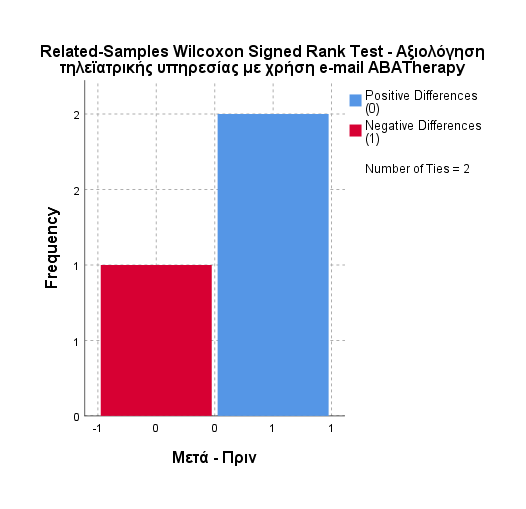 Related-Samples Wilcoxon Signed Rank Test - Αξιολόγηση
τηλεϊατρικής υπηρεσίας με χρήση e-mail ABATherapy
Positive Differences
(0)
Negative Differences
(1)
Number of Ties = 2
Frequency
2
2
1
1
0
-1 0 0 1 1
Μετά - Πριν